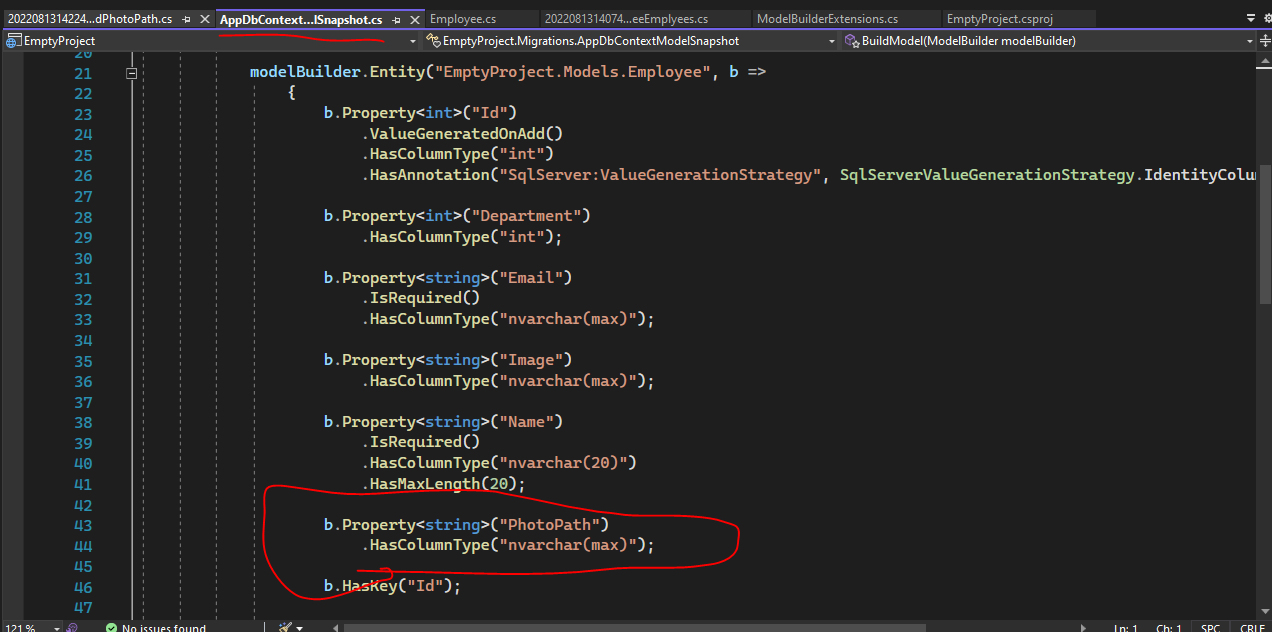 2022081314224...dPhotoPath.cs AppDbContext...lSnapshot.cs Employee.cs 2022081314074...eeEmplyees.cs ModelBuilderExtensions.cs EmptyProject.csproj
EmptyProject EmptyProject.Migrations.AppDbContextModelSnapshot BuildModel(ModelBuilder modelBuilder)
20
21 modelBuilder.Entity("EmptyProject.Models.Employee", b =>
22 {
23 b.Property<int>("Id")
24 .ValueGeneratedOnAdd()
25 .HasColumnType("int")
26 .HasAnnotation("SqlServer:ValueGenerationStrategy", SqlServerValueGenerationStrategy.IdentityColu
27
28 b.Property<int>("Department")
29 .HasColumnType("int");
30
31 b.Property<string>("Email")
32 .IsRequired()
33 .HasColumnType("nvarchar(max)");
34
35 b.Property<string>("Image")
36 .HasColumnType("nvarchar(max)");
37
38 b.Property<string>("Name")
39 .IsRequired()
40 .HasColumnType("nvarchar(20)")
41 .HasMaxLength(20);
42
43 b.Property<string>("PhotoPath")
44 .HasColumnType("nvarchar(max)");
45
46 b.HasKey("Id");
47
121 % No issues found Ln: 1 Ch: 1 SPC CRLF